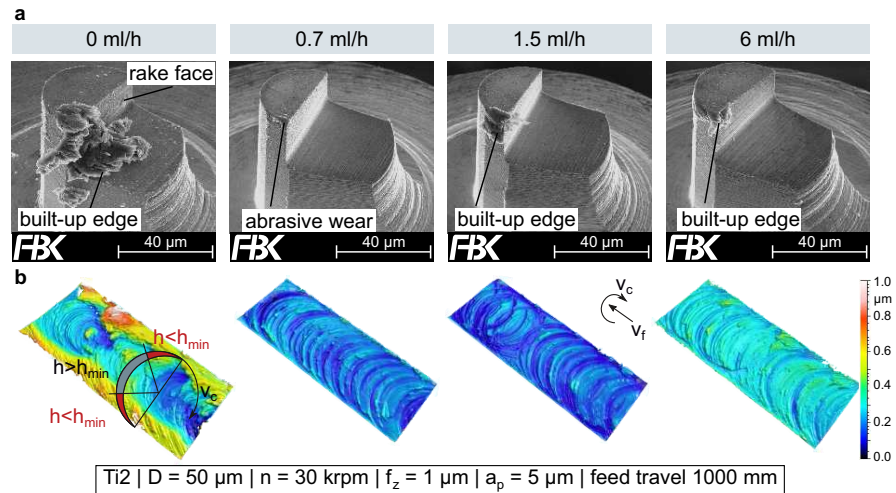 a
0 ml/h
0.7 ml/h
1.5 ml/h
6 ml/h
rake face
built-up edge
abrasive wear
built-up edge
built-up edge
FBK
40 µm
FBK
40 µm
FBK
40 µm
FBK
40 µm
b
h<hmin
h>hmin
h<hmin
vc
vc
vf
1.0
µm
0.8
0.6
0.4
0.2
0.0
Ti2 | D = 50 µm | n = 30 krpm | fz = 1 µm | ap = 5 µm | feed travel 1000 mm